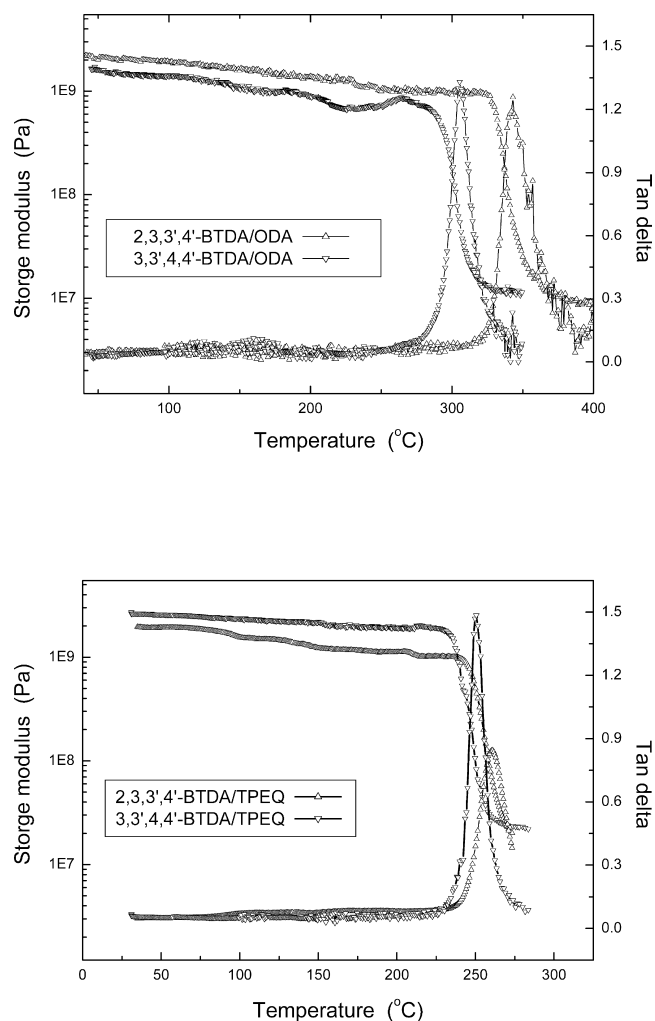 1E9
1E8
1E7
Storge modulus (Pa)
1.5
1.2
0.9
0.6
0.3
0.0
Tan delta
2,3,3',4'-BTDA/ODA
3,3',4,4'-BTDA/ODA
100 150 200 250 300 350 400
Temperature (°C)
1E9
1E8
1E7
Storge modulus (Pa)
1.5
1.2
0.9
0.6
0.3
0.0
Tan delta
2,3,3',4'-BTDA/TPEQ
3,3',4,4'-BTDA/TPEQ
0 50 100 150 200 250 300
Temperature (°C)